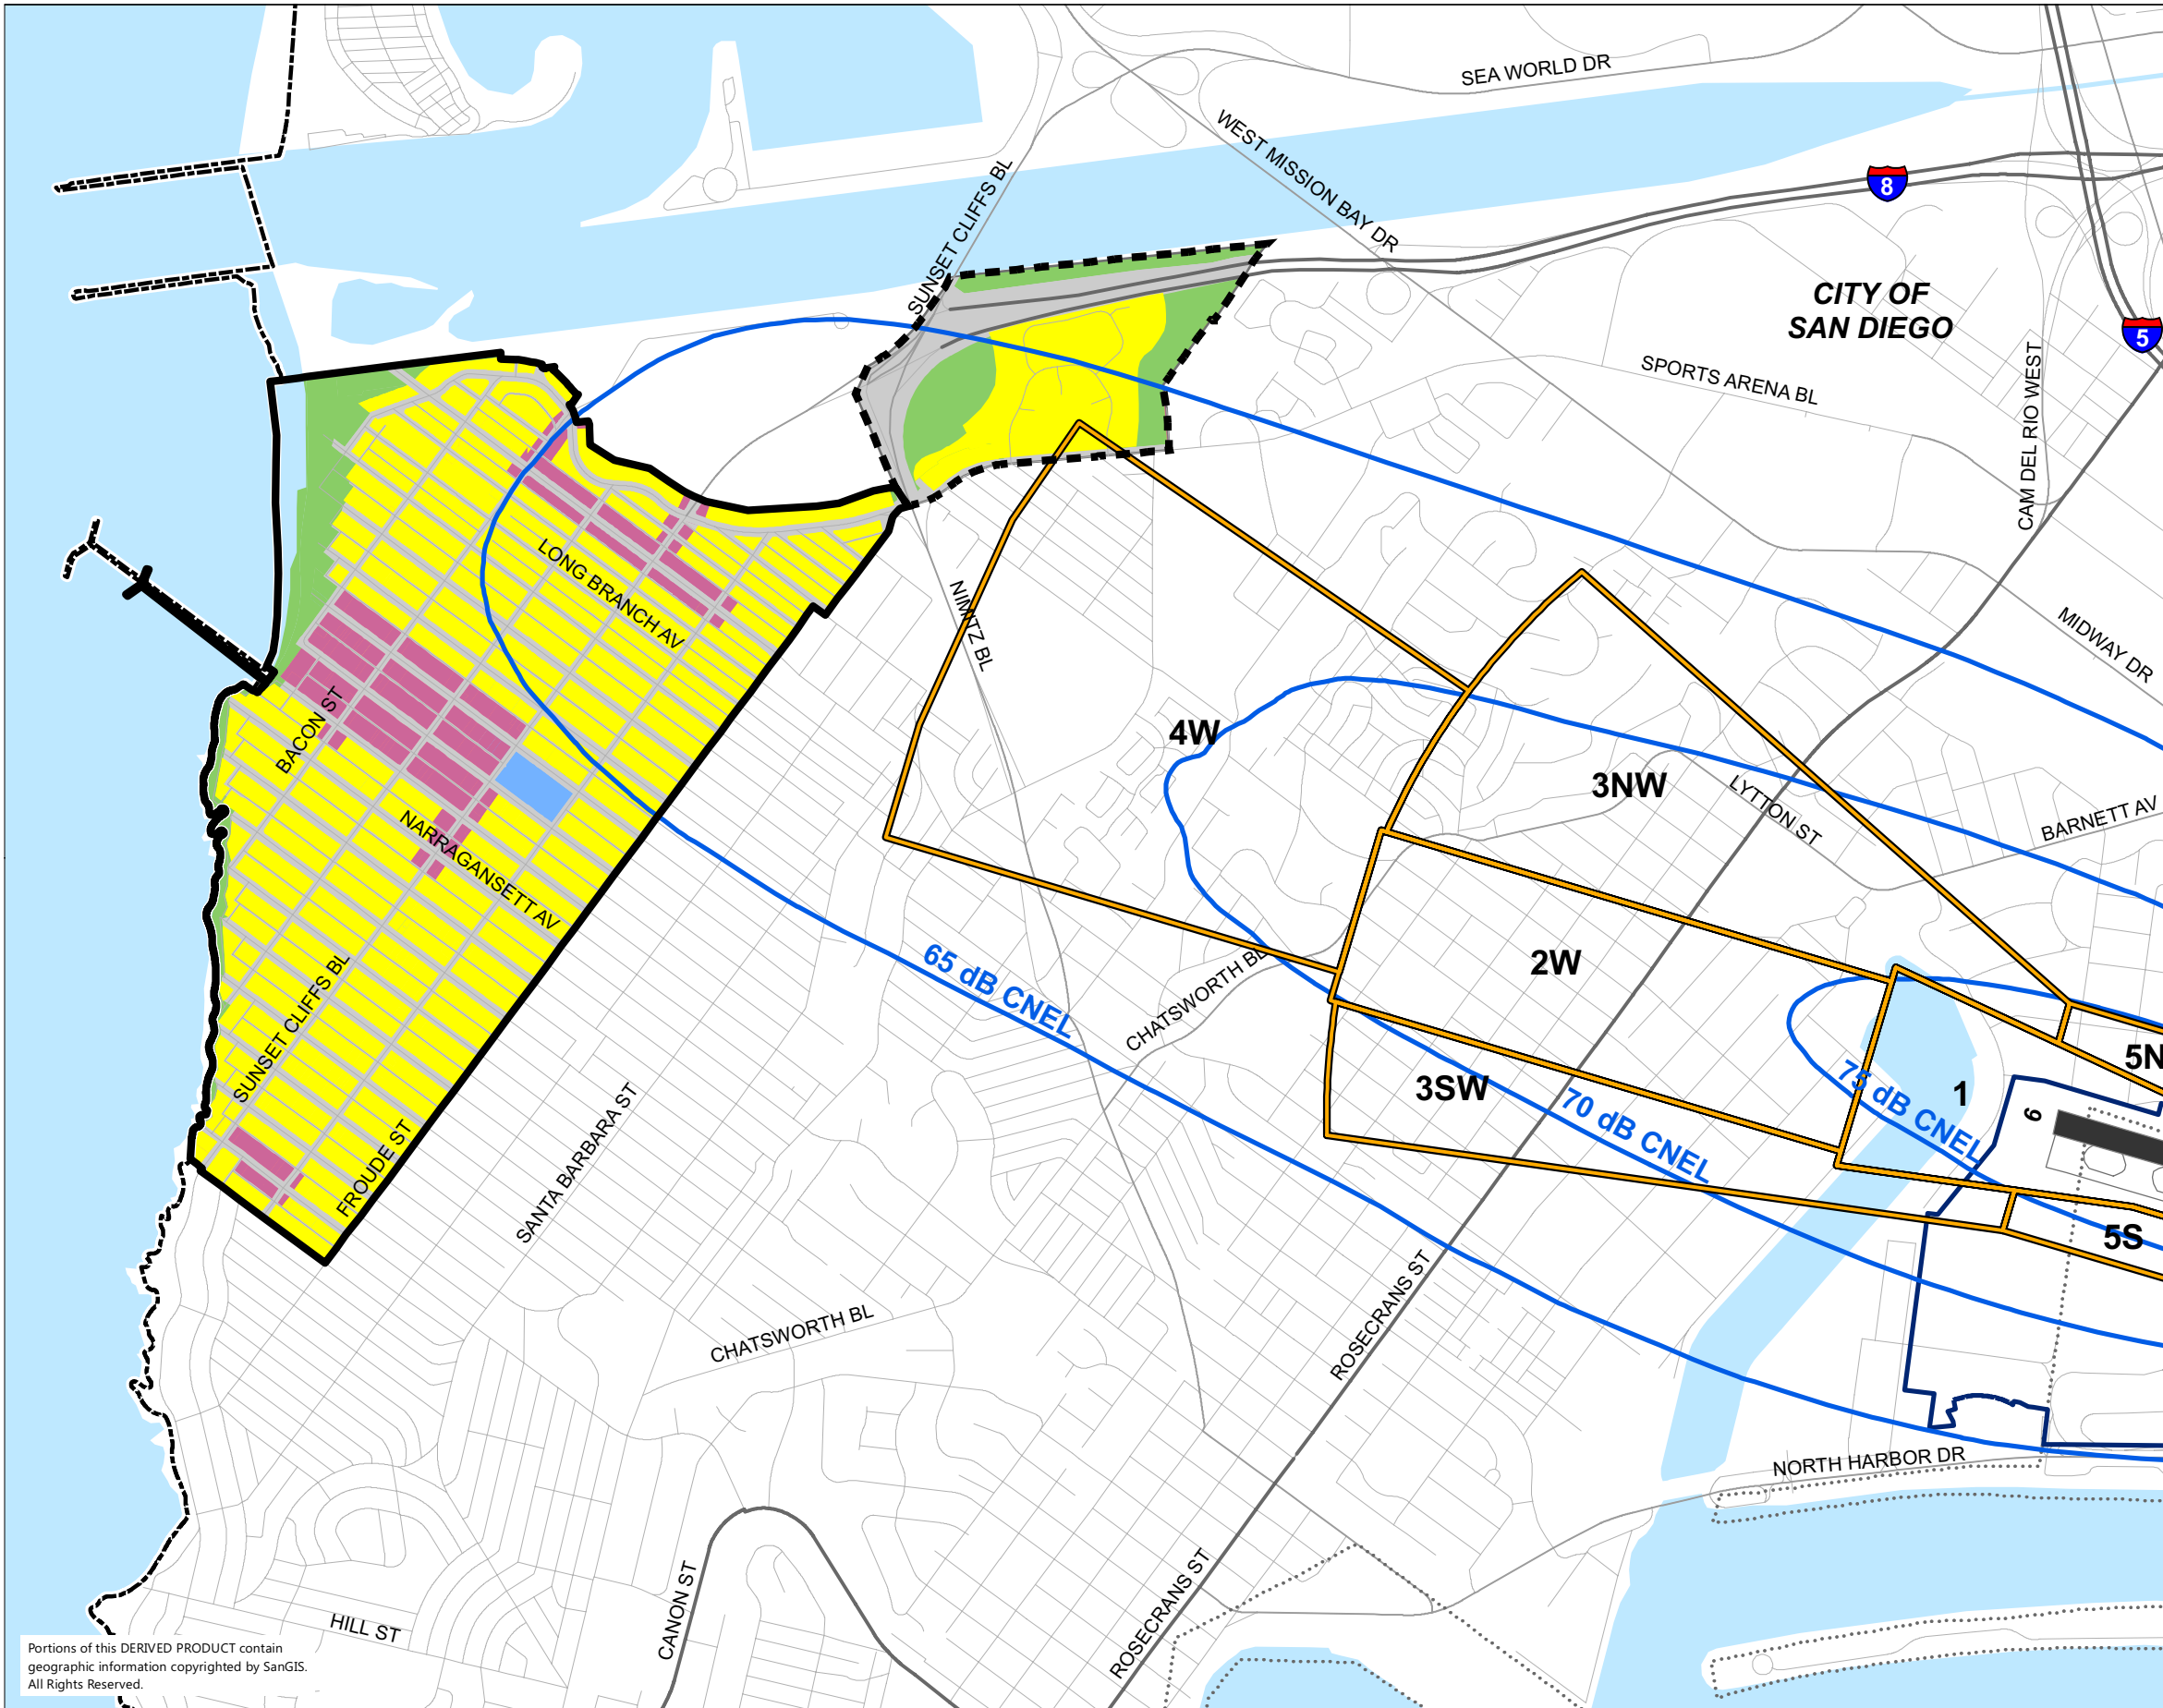 SEA WORLD DR
WEST MISSION BAY DR
SUNSET CLIFFS BL
8
CITY OF
SAN DIEGO
5
SPORTS ARENA BL
CAM DEL RIO WEST
LONG BRANCH AV
NIMITZ BL
MIDWAY DR
4W
BACON ST
3NW
LYTTON ST
BARNETT AV
NARRAGANSETT AV
65 dB CNEL
CHATSWORTH BL
2W
SUNSET CLIFFS BL
3SW
70 dB CNEL
75 dB CNEL
1
5N
9
5S
FROUDE ST
SANTA BARBARA ST
CHATSWORTH BL
ROSECRANS ST
NORTH HARBOR DR
HILL ST
CANON ST
ROSECRANS ST
Portions of this DERIVED PRODUCT contain
geographic information copyrighted by SanGIS.
All Rights Reserved.